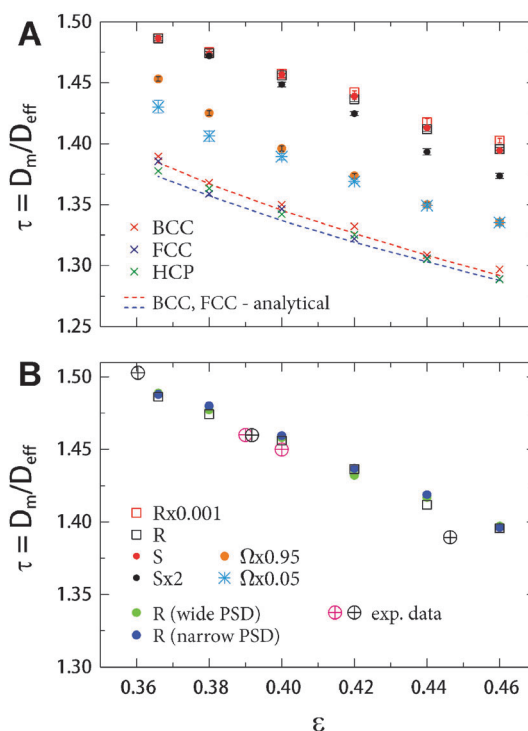 A
1.50
1.45
1.40
1.35
1.30
1.25
τ = Dm/Deff
BCC
FCC
HCP
BCC, FCC - analytical
B
1.50
1.45
1.40
1.35
1.30
τ = Dm/Deff
Rx0.001
R
S Ωx0.95
Sx2 Ωx0.05
R (wide PSD) exp. data
R (narrow PSD)
0.36 0.38 0.40 0.42 0.44 0.46
ε